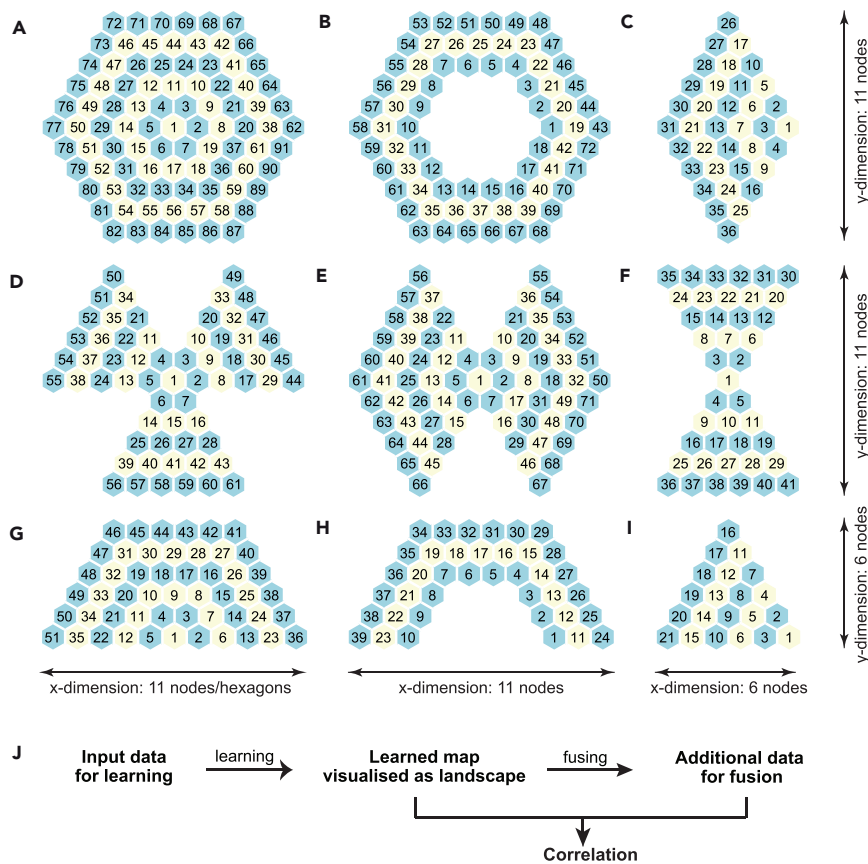 A
72 71 70 69 68 67
73 46 45 44 43 42 66
74 47 26 25 24 23 41 65
75 48 27 12 11 10 22 40 64
76 49 28 13 4 3 9 21 39 63
77 50 29 14 5 1 2 8 20 38 62
78 51 30 15 6 7 19 37 61 91
79 52 31 16 17 18 36 60 90
80 53 32 33 34 35 59 89
81 54 55 56 57 58 88
82 83 84 85 86 87
B
53 52 51 50 49 48
54 27 26 25 24 23 47
55 28 7 6 5 4 22 46
56 29 8 3 21 45
57 30 9 2 20 44
58 31 10 1 19 43
59 32 11 18 42 72
60 33 12 17 41 71
61 34 13 14 15 16 40 70
62 35 36 37 38 39 69
63 64 65 66 67 68
C
26
27 17
28 18 10
29 19 11 5
30 20 12 6 2
31 21 13 7 3 1
32 22 14 8 4
33 23 15 9
34 24 16
35 25
36
y-dimension: 11 nodes
D
50 49
51 34 33 48
52 35 21 20 32 47
53 36 22 11 10 19 31 46
54 37 23 12 4 3 9 18 30 45
55 38 24 13 5 1 2 8 17 29 44
6 7
14 15 16
25 26 27 28
39 40 41 42 43
56 57 58 59 60 61
E
56 55
57 37 36 54
58 38 22 21 35 53
59 39 23 11 10 20 34 52
60 40 24 12 4 3 9 19 33 51
61 41 25 13 5 1 2 8 18 32 50
62 42 26 14 6 7 17 31 49 71
63 43 27 15 16 30 48 70
64 44 28 29 47 69
65 45 46 68
66 67
F
35 34 33 32 31 30
24 23 22 21 20
15 14 13 12
8 7 6
3 2
1
4 5
9 10 11
16 17 18 19
25 26 27 28 29
36 37 38 39 40 41
y-dimension: 11 nodes
G
46 45 44 43 42 41
47 31 30 29 28 27 40
48 32 19 18 17 16 26 39
49 33 20 10 9 8 15 25 38
50 34 21 11 4 3 7 14 24 37
51 35 22 12 5 1 2 6 13 23 36
x-dimension: 11 nodes/hexagons
H
34 33 32 31 30 29
35 19 18 17 16 15 28
36 20 7 6 5 4 14 27
37 21 8 3 13 26
38 22 9 2 12 25
39 23 10 1 11 24
x-dimension: 11 nodes
I
16
17 11
18 12 7
19 13 8 4
20 14 9 5 2
21 15 10 6 3 1
x-dimension: 6 nodes
y-dimension: 6 nodes
J
Input data
for learning
learning
Learned map
visualised as landscape
fusing
Additional data
for fusion
Correlation